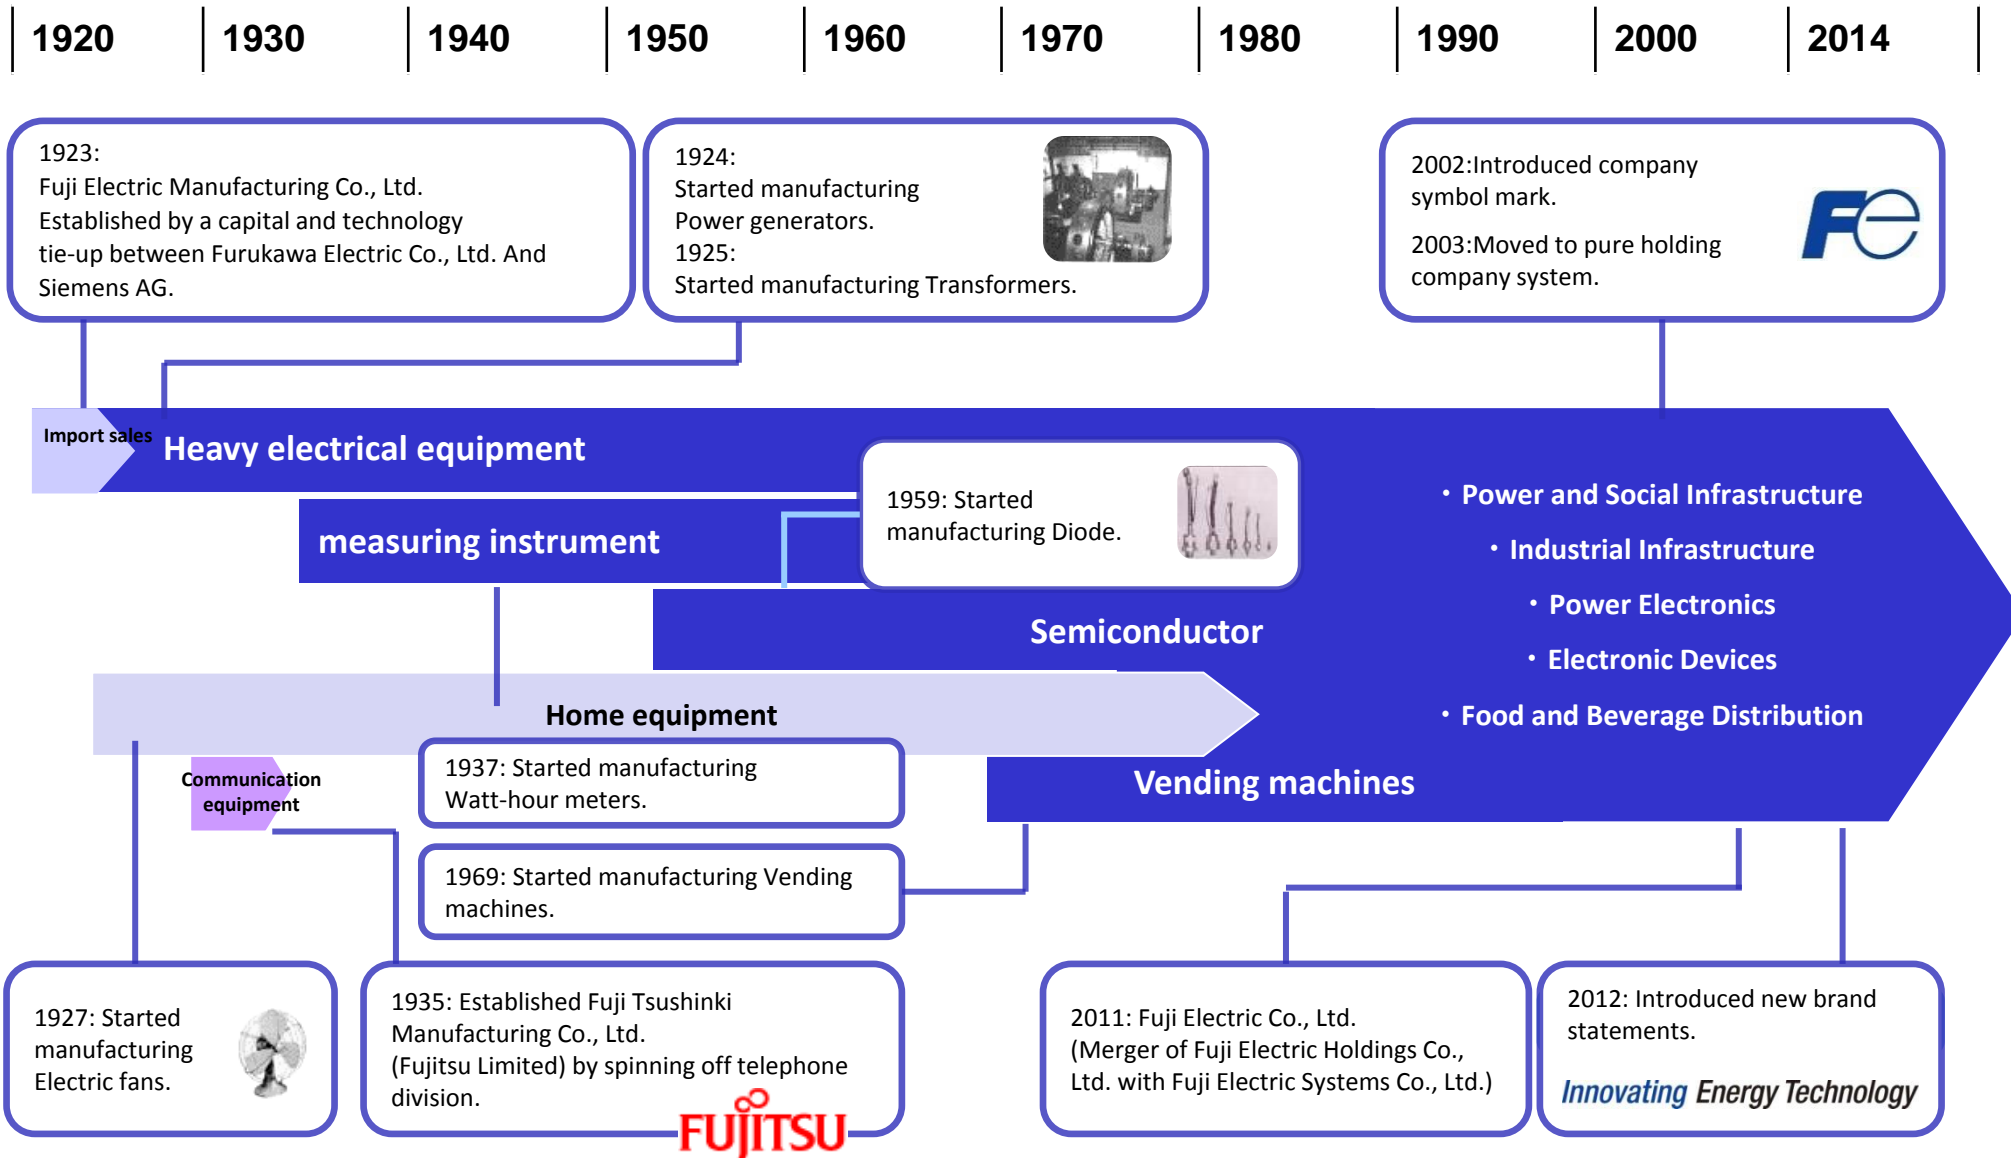 1920
1930
1940
1950
1960
1970
1980
1990
2000
2014
1923:
Fuji Electric Manufacturing Co., Ltd.
Established by a capital and technology
tie-up between Furukawa Electric Co., Ltd. And
Siemens AG.
1924:
Started manufacturing
Power generators.
1925:
Started manufacturing Transformers.
2002:Introduced company
symbol mark.
2003:Moved to pure holding
company system.
Fe
Import sales
Heavy electrical equipment
measuring instrument
1959: Started
manufacturing Diode.
Semiconductor
・Power and Social Infrastructure
・Industrial Infrastructure
・Power Electronics
・Electronic Devices
・Food and Beverage Distribution
Home equipment
Communication
equipment
Vending machines
1937: Started manufacturing
Watt-hour meters.
1969: Started manufacturing Vending
machines.
1927: Started
manufacturing
Electric fans.
1935: Established Fuji Tsushinki
Manufacturing Co., Ltd.
(Fujitsu Limited) by spinning off telephone
division.
FUJITSU
2011: Fuji Electric Co., Ltd.
(Merger of Fuji Electric Holdings Co.,
Ltd. with Fuji Electric Systems Co., Ltd.)
2012: Introduced new brand
statements.
Innovating Energy Technology